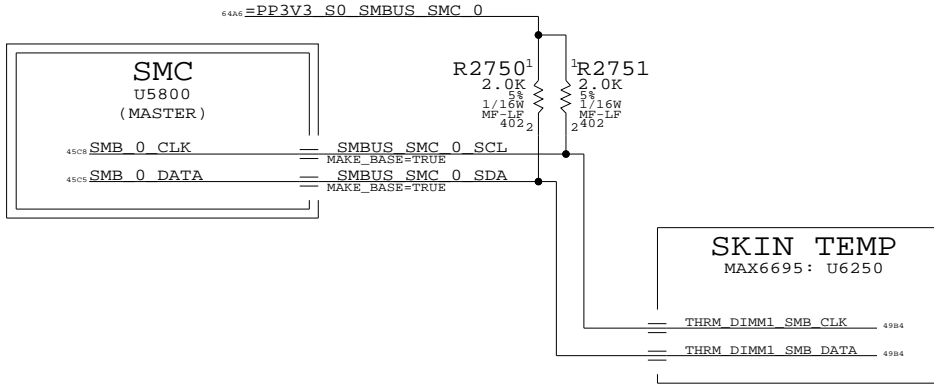 64A6 =PP3V3_S0_SMBUS_SMC_0
SMC
U5800
(MASTER)
R2750 1
2.0K
5%
1/16W
MF-LF
402 2
1 R2751
2.0K
5%
1/16W
MF-LF
2 402
45C8 SMB_0_CLK
SMBUS_SMC_0_SCL
MAKE_BASE=TRUE
45C5 SMB_0_DATA
SMBUS_SMC_0_SDA
MAKE_BASE=TRUE
SKIN TEMP
MAX6695: U6250
THRM_DIMM1_SMB_CLK 49B4
THRM_DIMM1_SMB_DATA 49B4